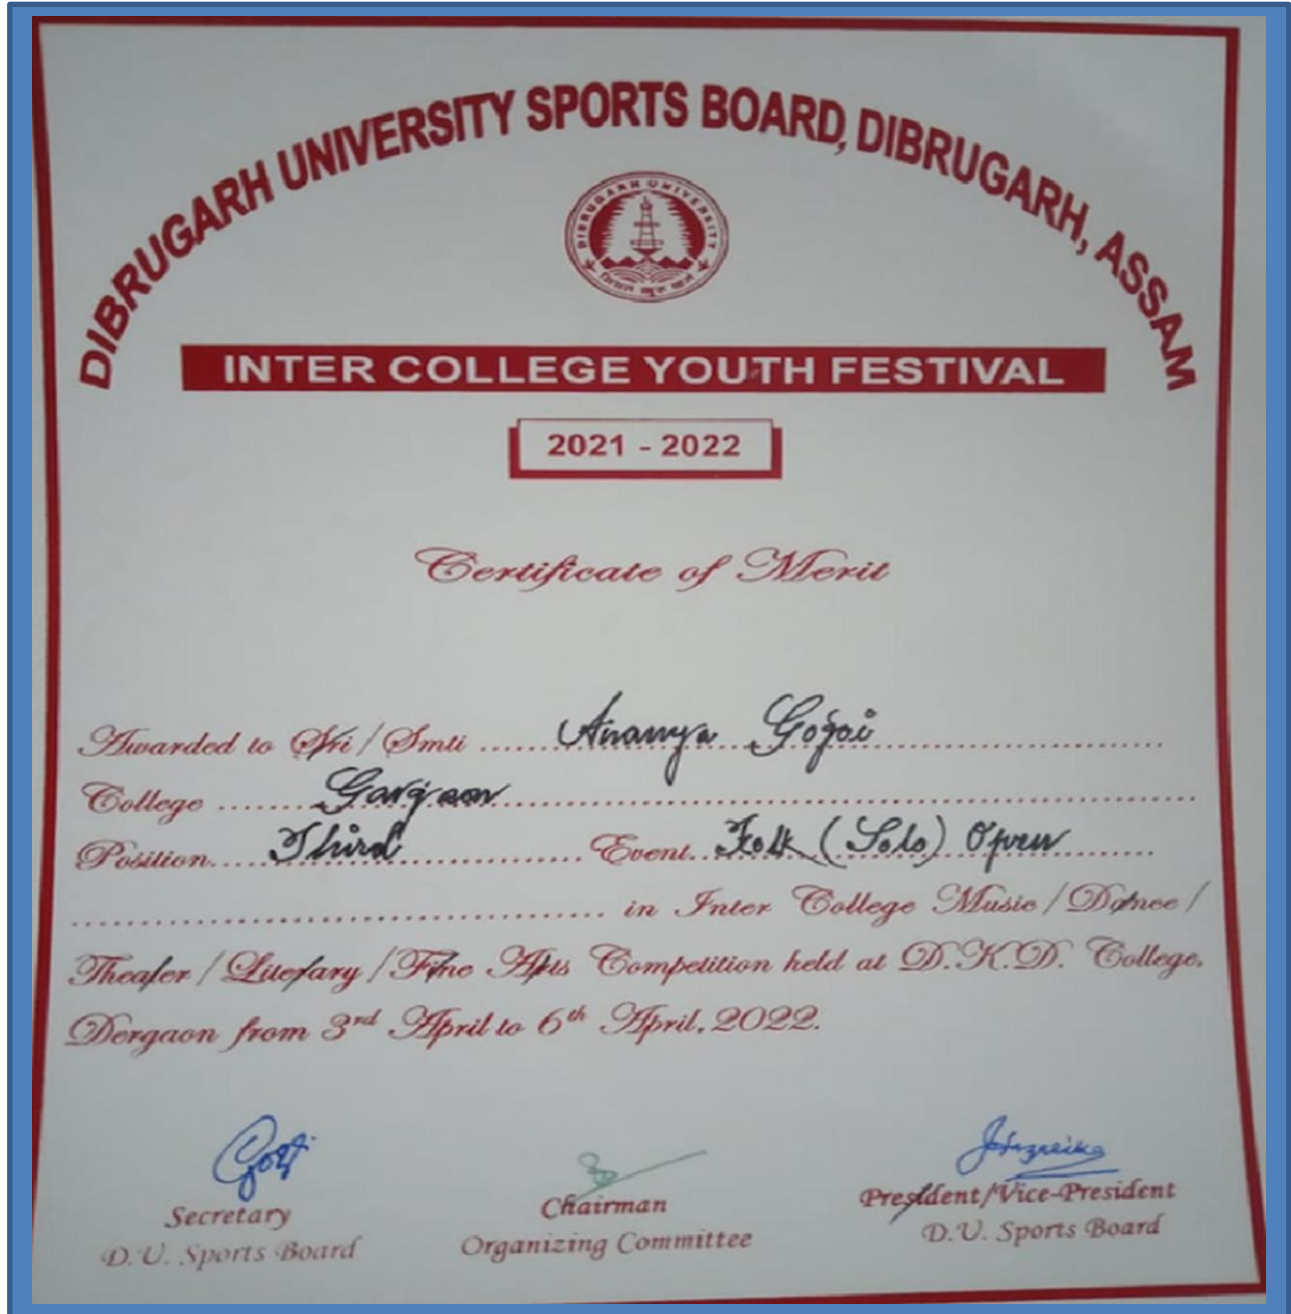 DIBRUGARH UNIVERSITY SPORTS BOARD, DIBRUGARH, ASSAM
DIBRUGARH UNIVERSITY
INTER COLLEGE YOUTH FESTIVAL
2021 - 2022
Certificate of Merit
Awarded to Sri / Smti Ananya Gogoi
College Gargaon
Position Third Event Folk (Solo) Open
in Inter College Music / Dance /
Theater / Literary / Fine Arts Competition held at D.K.D. College,
Dergaon from 3rd April to 6th April, 2022.
Secretary
D.U. Sports Board
Chairman
Organizing Committee
President/Vice-President
D.U. Sports Board